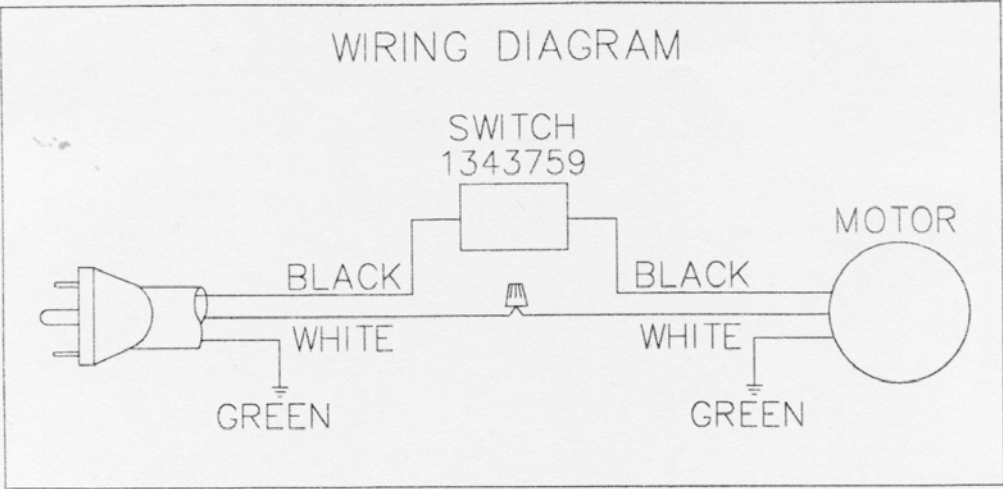 WIRING DIAGRAM
SWITCH
1343759
MOTOR
BLACK
BLACK
WHITE
WHITE
GREEN
GREEN